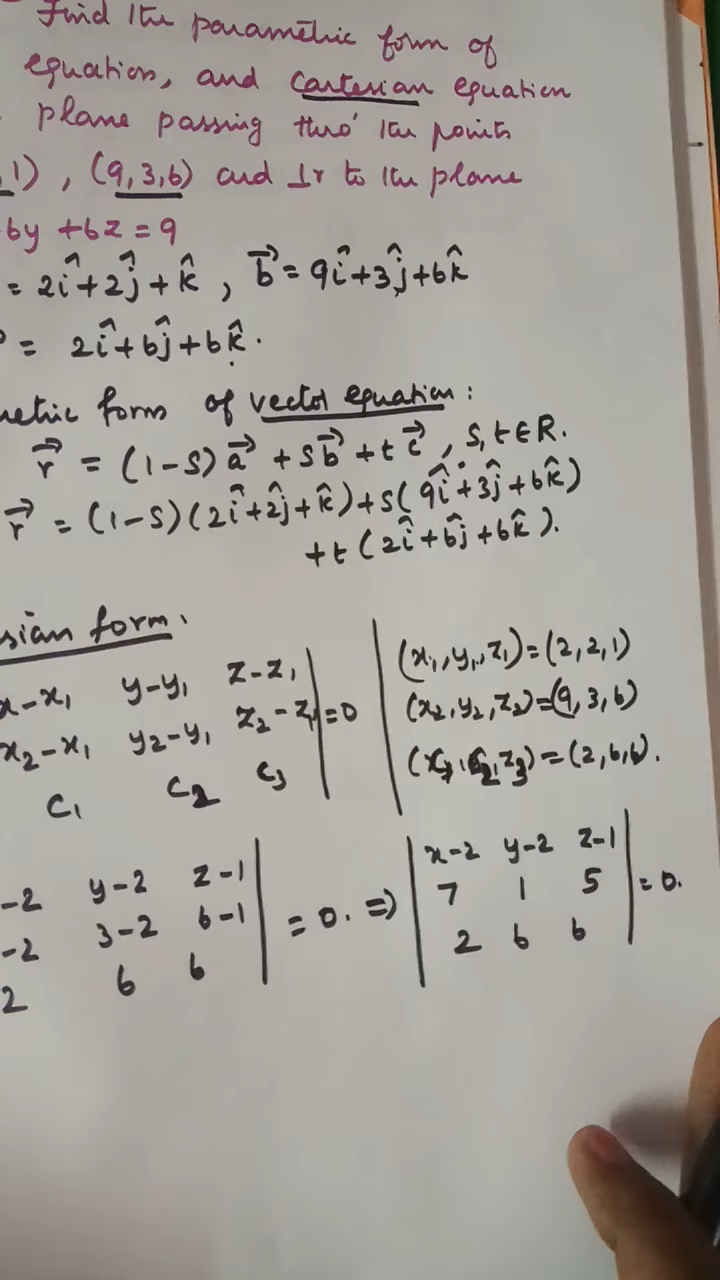 Find the parametric form of
equation, and Cartesian equation
plane passing thro' the points
, 1) , (9,3,6) and ⊥r to the plane
6y + 6z = 9
= 2î+2ĵ+k̂ , b⃗ = 9î+3ĵ+6k̂
= 2î+6ĵ+6k̂.
metric form of vector equation :
r⃗ = (1-s)a⃗ + sb⃗ + tc⃗ , s, t ∈ R.
r⃗ = (1-s)(2î+2ĵ+k̂)+s(9î+3ĵ+6k̂)
+t(2î+6ĵ+6k̂).
sian form.
x-x₁ y-y₁ z-z₁
x₂-x₁ y₂-y₁ z₂-z₁ | = 0
c₁ c₂ c₃
(x₁,y₁,z₁)=(2,2,1)
(x₂,y₂,z₂)=(9,3,6)
=(2,6,6).
-2 y-2 z-1
-2 3-2 6-1 | = 0. ⇒
2 6 6
| x-2 y-2 z-1 |
| 7 1 5 | = 0.
| 2 6 6 |